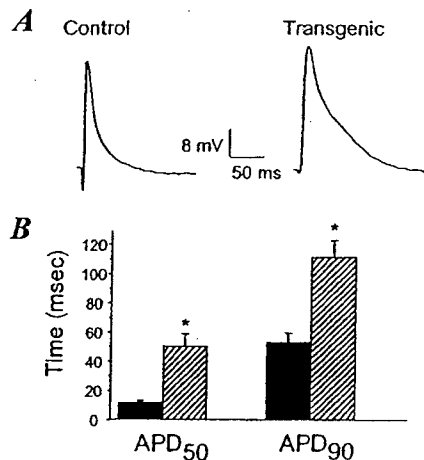 A
Control
Transgenic
8 mV
50 ms
B
Time (msec)
120
100
80
60
40
20
0
*
*
APD50
APD90